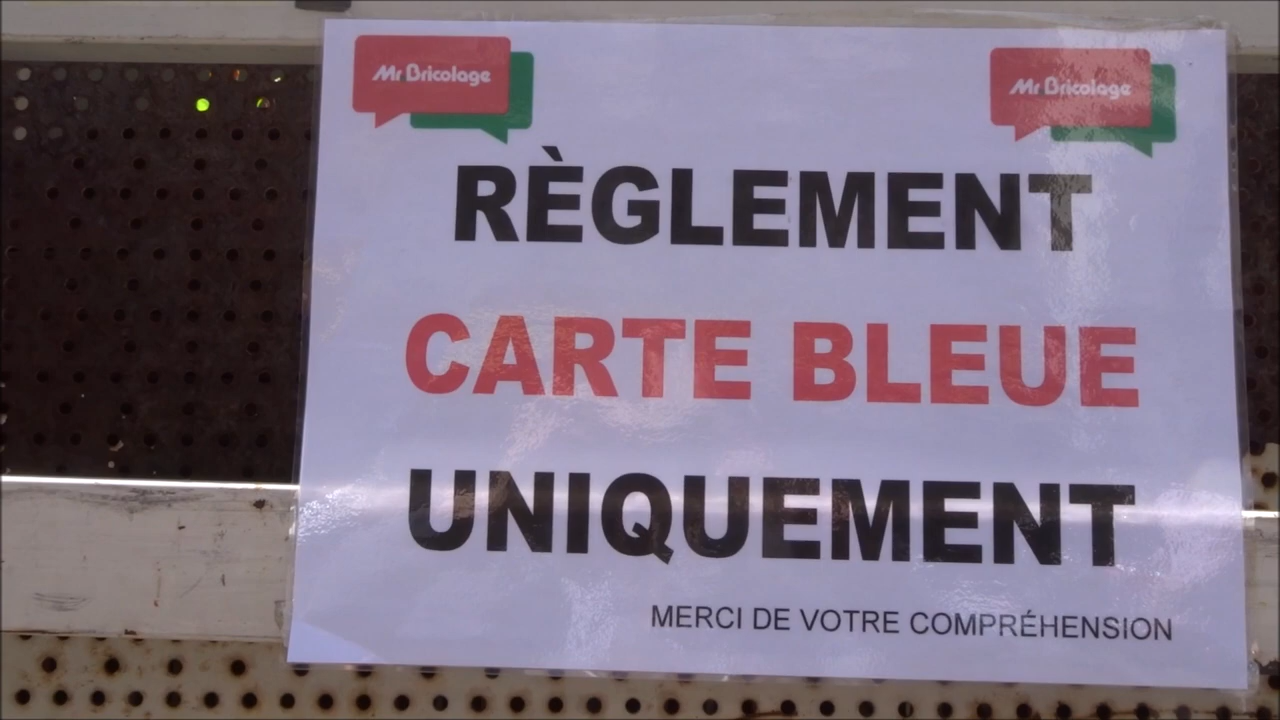 Mr Bricolage
Mr Bricolage
RÈGLEMENT
CARTE BLEUE
UNIQUEMENT
MERCI DE VOTRE COMPRÉHENSION